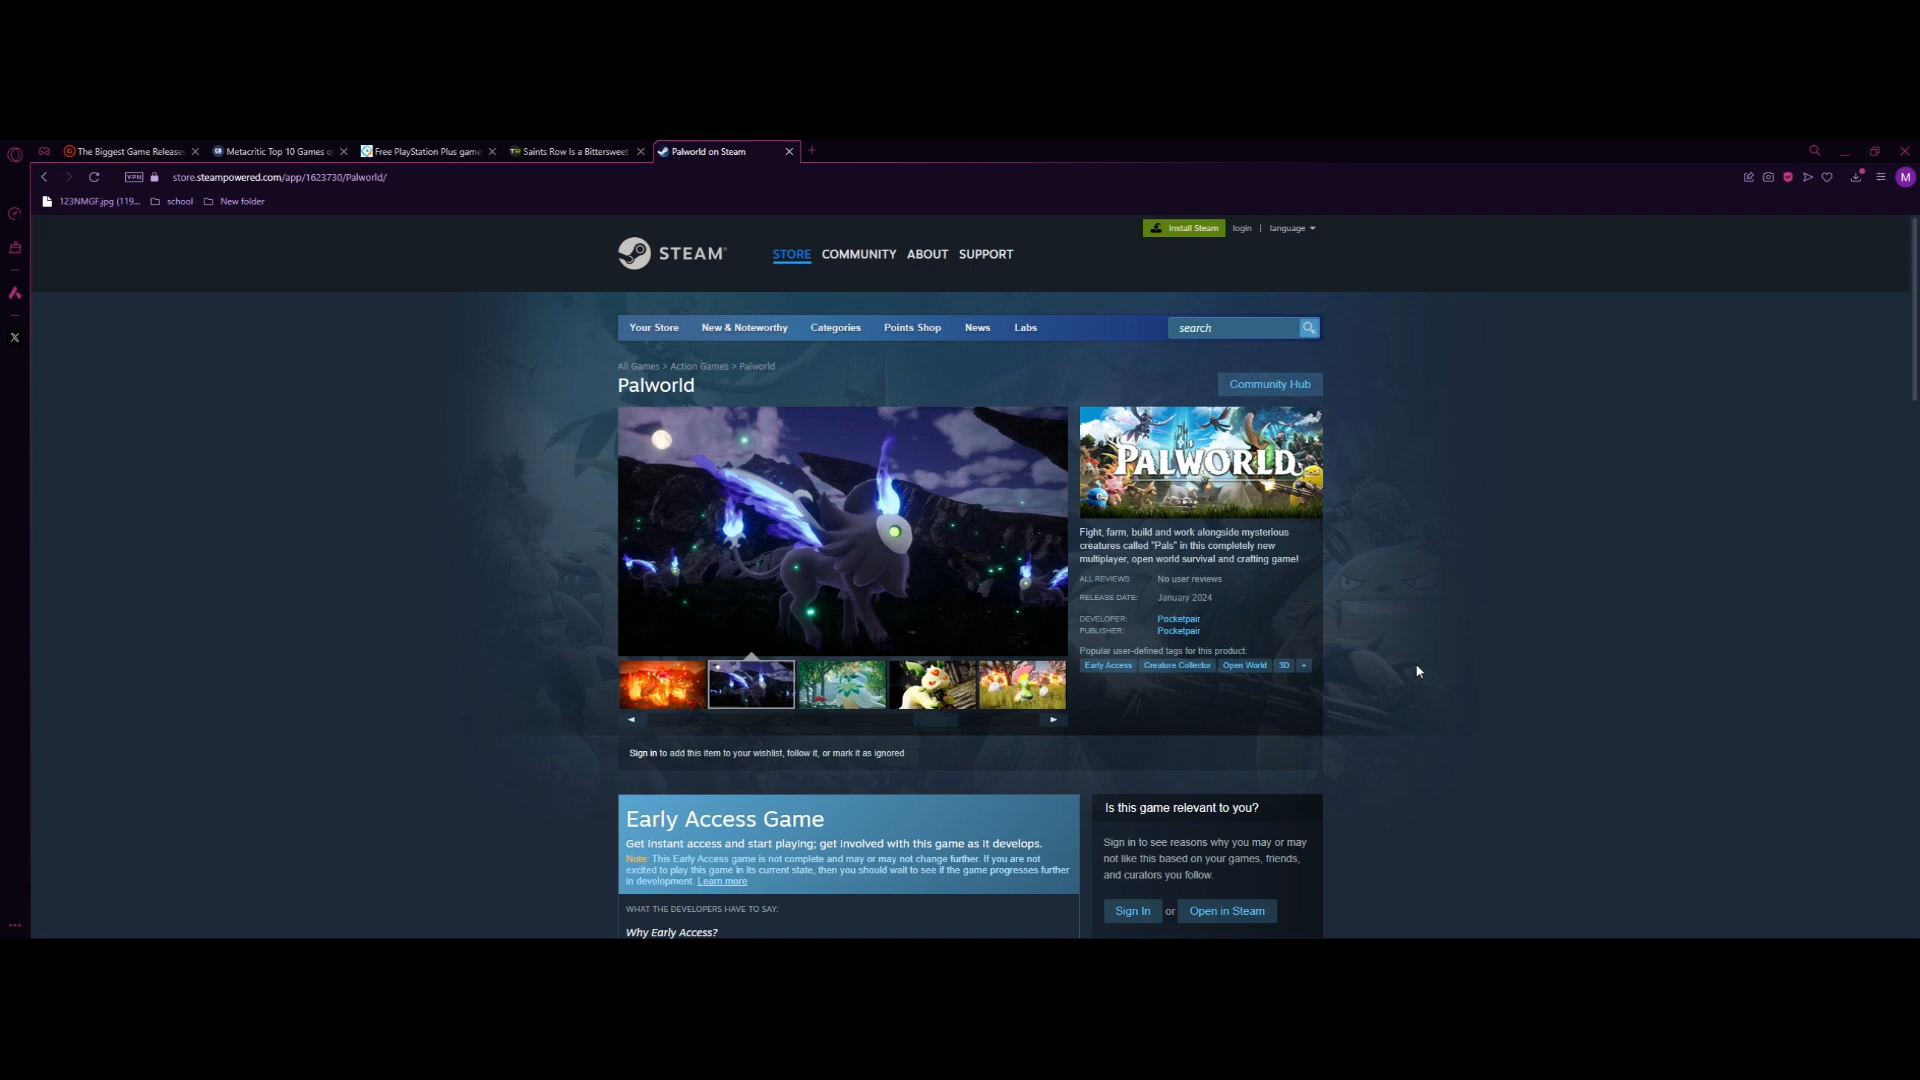 The Biggest Game Releases
Metacritic Top 10 Games o
Free PlayStation Plus game
Saints Row Is a Bittersweet
Palworld on Steam
VPN
store.steampowered.com/app/1623730/Palworld/
M
123NMGF.jpg (119...
school
New folder
Install Steam
login
|
language
STEAM
STORE
COMMUNITY
ABOUT
SUPPORT
Your Store
New & Noteworthy
Categories
Points Shop
News
Labs
search
All Games > Action Games > Palworld
Palworld
Community Hub
PALWORLD
Fight, farm, build and work alongside mysterious
creatures called "Pals" in this completely new
multiplayer, open world survival and crafting game!
ALL REVIEWS: No user reviews
RELEASE DATE: January 2024
DEVELOPER: Pocketpair
PUBLISHER: Pocketpair
Popular user-defined tags for this product:
Early Access
Creature Collector
Open World
3D
+
Sign in to add this item to your wishlist, follow it, or mark it as ignored
Early Access Game
Get instant access and start playing; get involved with this game as it develops.
Note: This Early Access game is not complete and may or may not change further. If you are not
excited to play this game in its current state, then you should wait to see if the game progresses further
in development. Learn more
WHAT THE DEVELOPERS HAVE TO SAY:
Why Early Access?
Is this game relevant to you?
Sign in to see reasons why you may or may
not like this based on your games, friends,
and curators you follow.
Sign In or Open in Steam